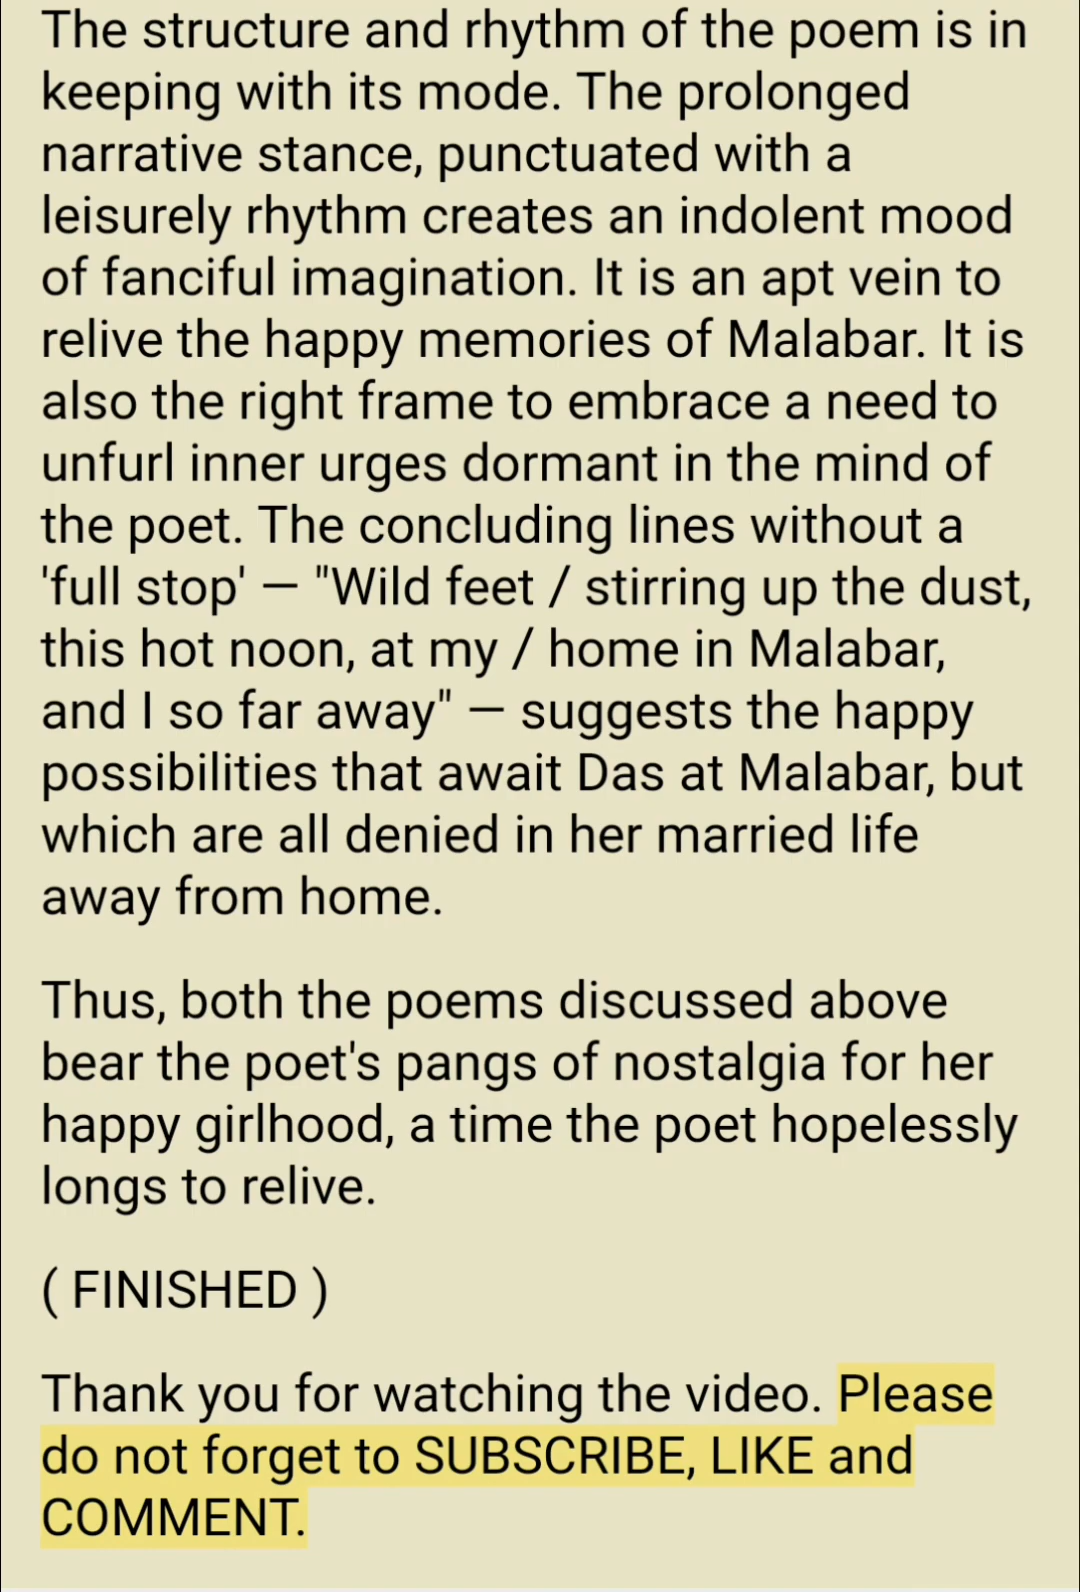 The structure and rhythm of the poem is in
keeping with its mode. The prolonged
narrative stance, punctuated with a
leisurely rhythm creates an indolent mood
of fanciful imagination. It is an apt vein to
relive the happy memories of Malabar. It is
also the right frame to embrace a need to
unfurl inner urges dormant in the mind of
the poet. The concluding lines without a
'full stop' — "Wild feet / stirring up the dust,
this hot noon, at my / home in Malabar,
and I so far away" — suggests the happy
possibilities that await Das at Malabar, but
which are all denied in her married life
away from home.
Thus, both the poems discussed above
bear the poet's pangs of nostalgia for her
happy girlhood, a time the poet hopelessly
longs to relive.
( FINISHED )
Thank you for watching the video. Please
do not forget to SUBSCRIBE, LIKE and
COMMENT.